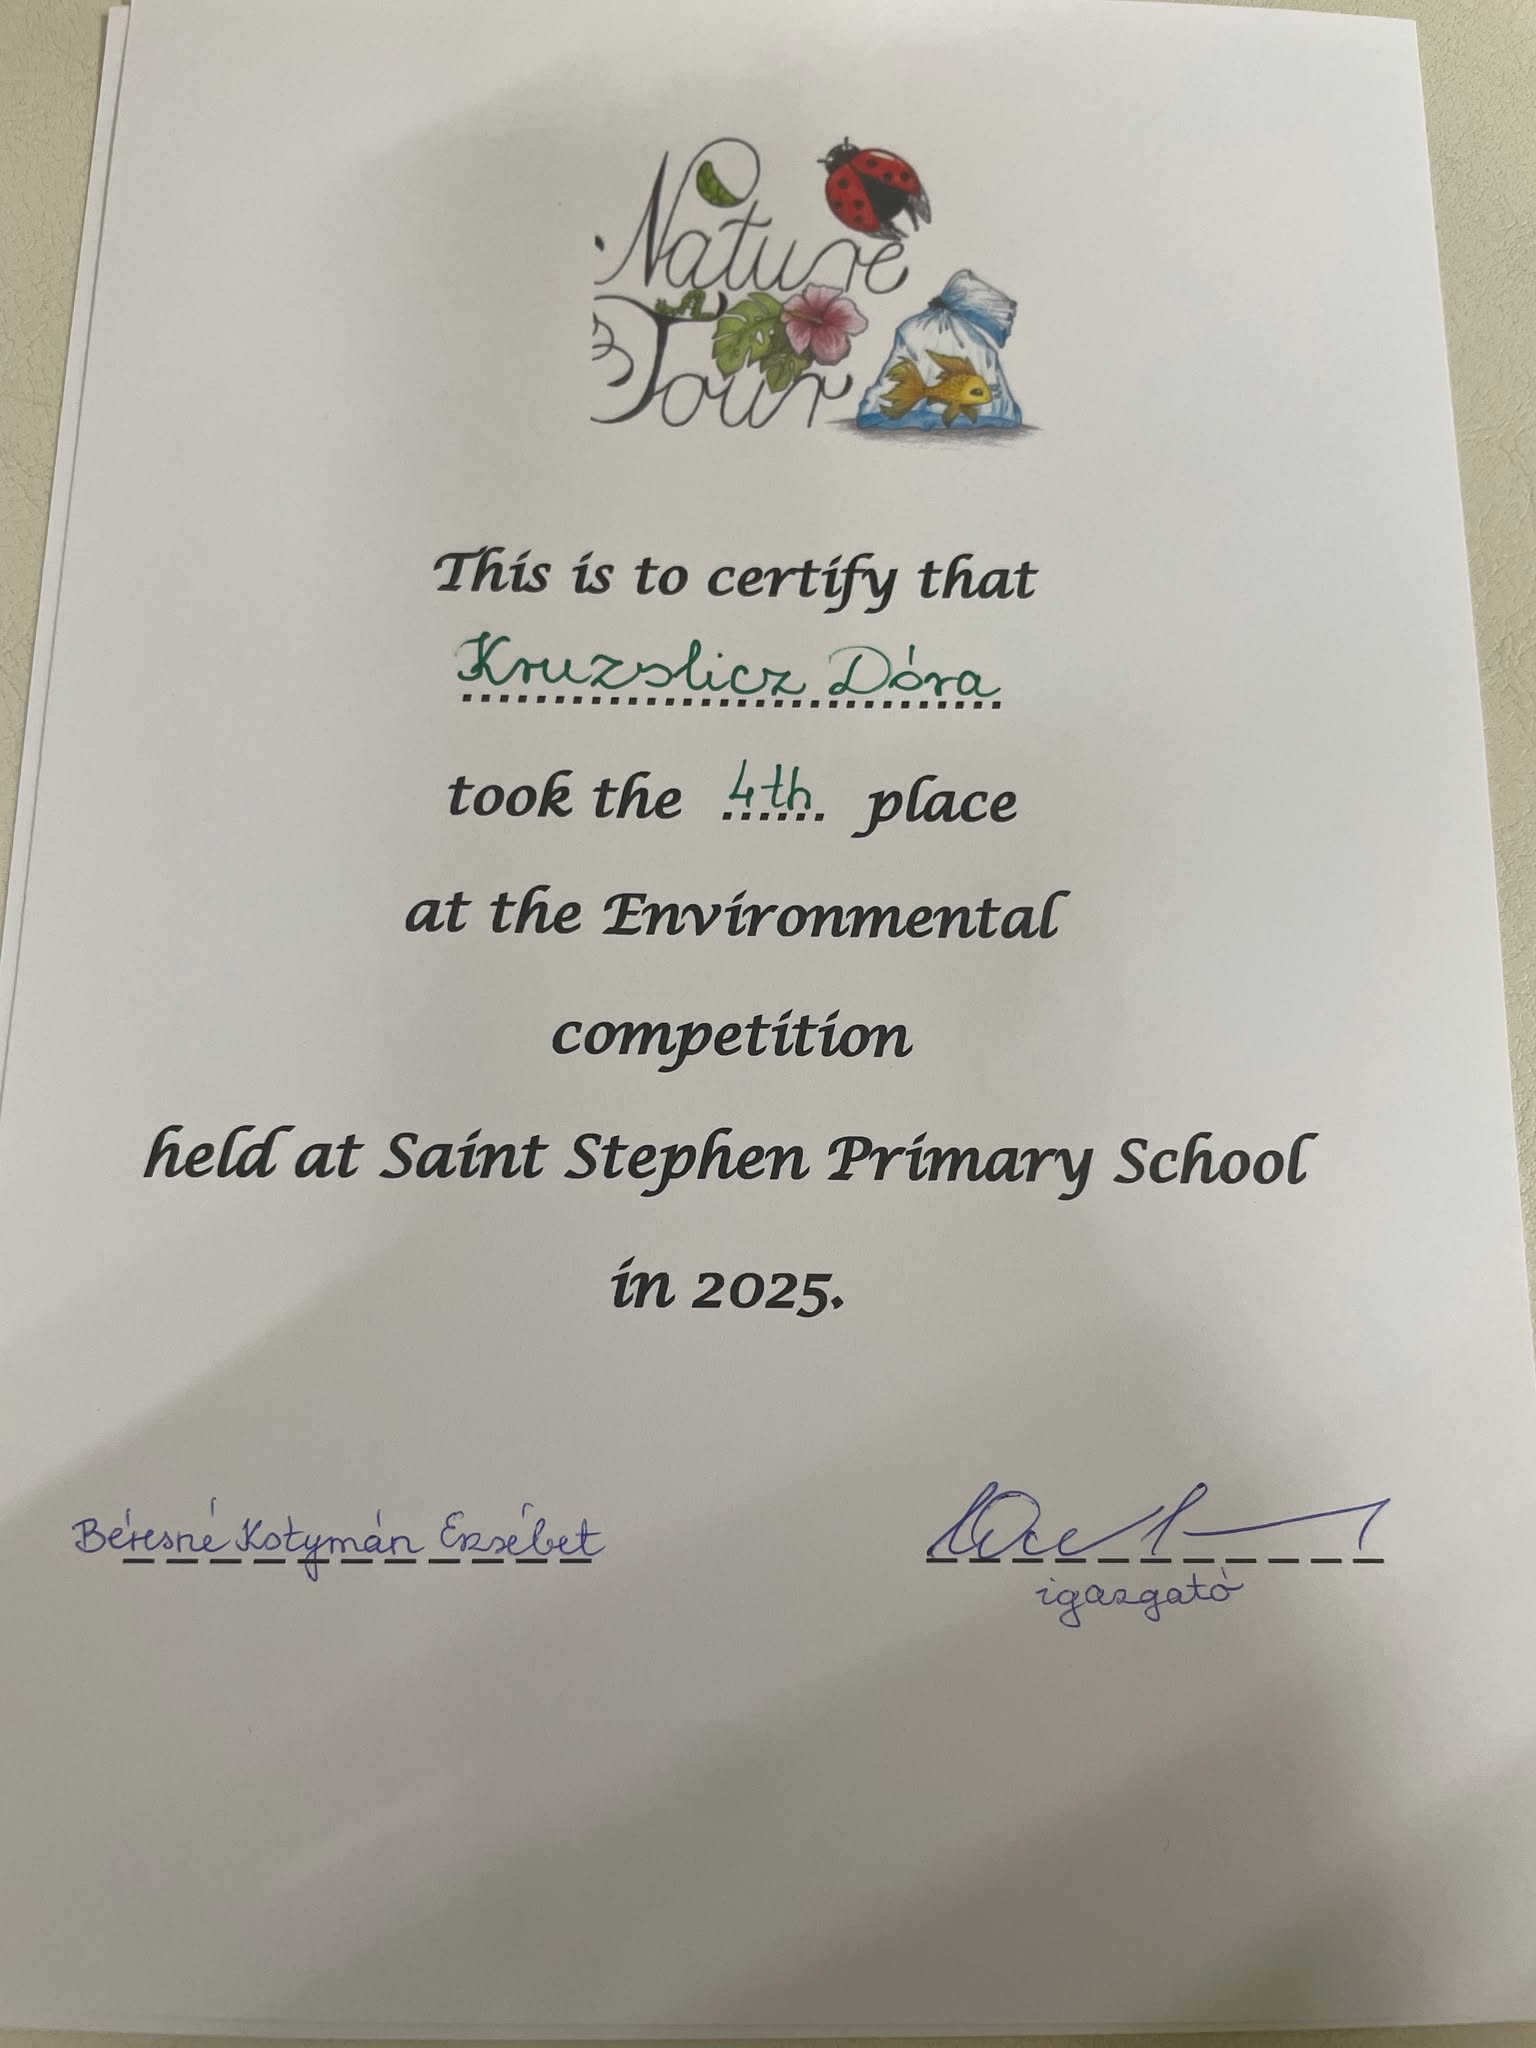 Nature
Tour
This is to certify that
Kruzslicz Dóra
took the 4th place
at the Environmental
competition
held at Saint Stephen Primary School
in 2025.
Béresné Kotymán Erzsébet
igazgató